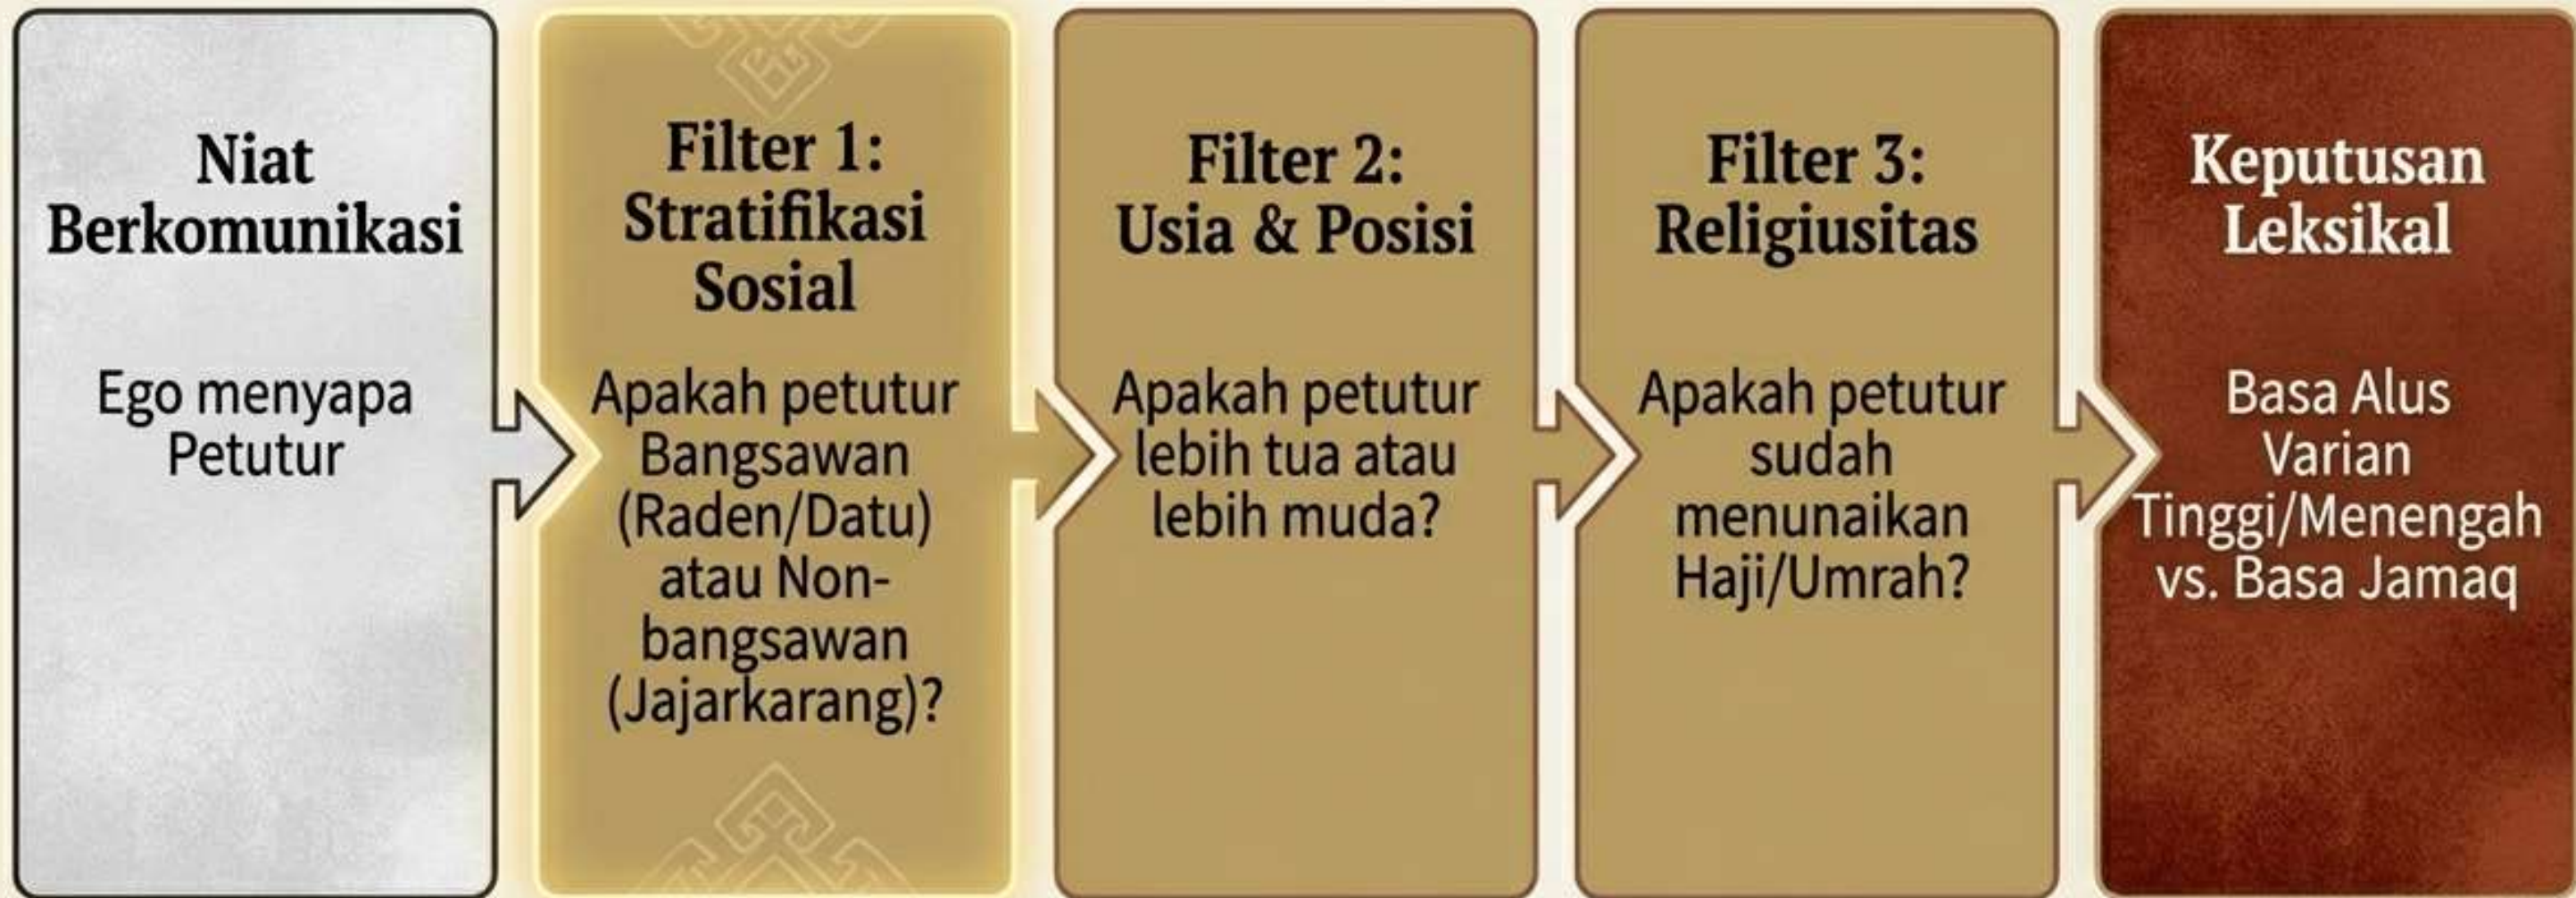 Niat
Berkomunikasi
Ego menyapa
Petutur
Filter 1:
Stratifikasi
Sosial
Apakah petutur
Bangsawan
(Raden/Datu)
atau Non-
bangsawan
(Jajarkarang)?
Filter 2:
Usia & Posisi
Apakah petutur
lebih tua atau
lebih muda?
Filter 3:
Religiusitas
Apakah petutur
sudah
menunaikan
Haji/Umrah?
Keputusan
Leksikal
Basa Alus
Varian
Tinggi/Menengah
vs. Basa Jamaq